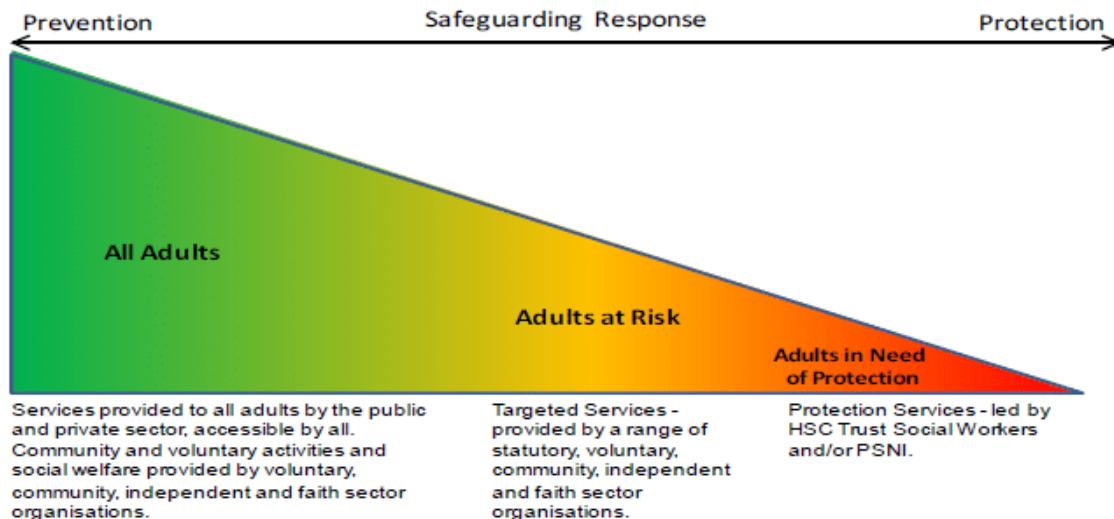 Prevention
Safeguarding Response
Protection
All Adults
Adults at Risk
Adults in Need
of Protection
Services provided to all adults by the public
and private sector, accessible by all.
Community and voluntary activities and
social welfare provided by voluntary,
community, independent and faith sector
organisations.
Targeted Services -
provided by a range of
statutory, voluntary,
community, independent
and faith sector
organisations.
Protection Services - led by
HSC Trust Social Workers
and/or PSNI.